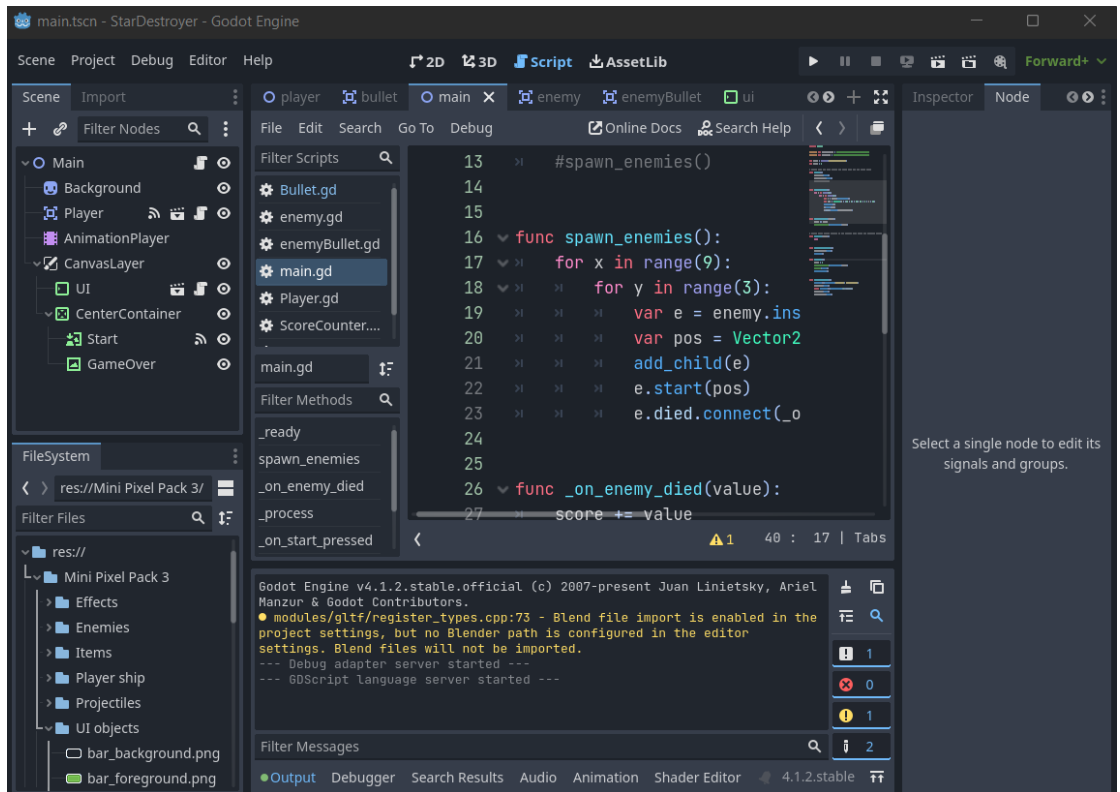 main.tscn - StarDestroyer - Godot Engine
Scene Project Debug Editor Help
2D 3D Script AssetLib
Forward+
Scene Import
Filter Nodes
Main
Background
Player
AnimationPlayer
CanvasLayer
UI
CenterContainer
Start
GameOver
FileSystem
res://Mini Pixel Pack 3/
Filter Files
res://
Mini Pixel Pack 3
Effects
Enemies
Items
Player ship
Projectiles
UI objects
bar_background.png
bar_foreground.png
player bullet main enemy enemyBullet ui
File Edit Search Go To Debug Online Docs Search Help
Filter Scripts
Bullet.gd
enemy.gd
enemyBullet.gd
main.gd
Player.gd
ScoreCounter....
main.gd
Filter Methods
_ready
spawn_enemies
_on_enemy_died
_process
_on_start_pressed
13 #spawn_enemies()
14
15
16 func spawn_enemies():
17 for x in range(9):
18 for y in range(3):
19 var e = enemy.ins
20 var pos = Vector2
21 add_child(e)
22 e.start(pos)
23 e.died.connect(_o
24
25
26 func _on_enemy_died(value):
27 score += value
1 40 : 17 | Tabs
Godot Engine v4.1.2.stable.official (c) 2007-present Juan Linietsky, Ariel
Manzur & Godot Contributors.
modules/gltf/register_types.cpp:73 - Blend file import is enabled in the
project settings, but no Blender path is configured in the editor
settings. Blend files will not be imported.
--- Debug adapter server started ---
--- GDScript language server started ---
1
0
1
2
Filter Messages
Output Debugger Search Results Audio Animation Shader Editor 4.1.2.stable
Inspector Node
Select a single node to edit its
signals and groups.